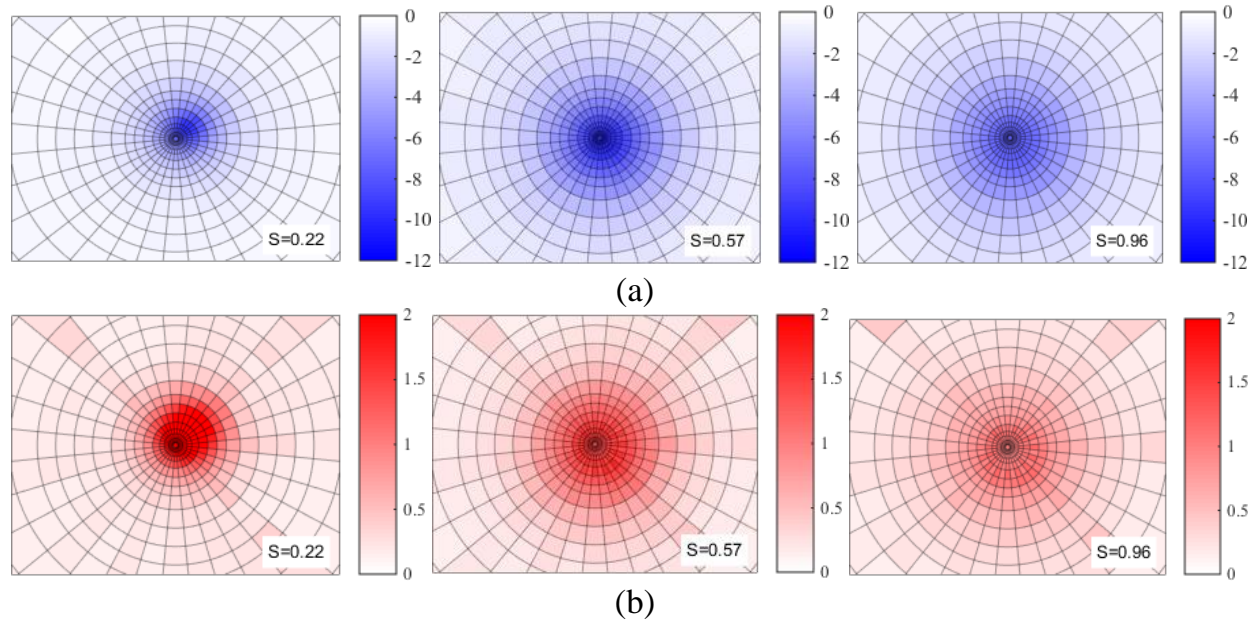 0 -2 -4 -6 -8 -10 -12 S=0.22
0 -2 -4 -6 -8 -10 -12 S=0.57
0 -2 -4 -6 -8 -10 -12 S=0.96
(a)
2 1.5 1 0.5 0 S=0.22
2 1.5 1 0.5 0 S=0.57
2 1.5 1 0.5 0 S=0.96
(b)